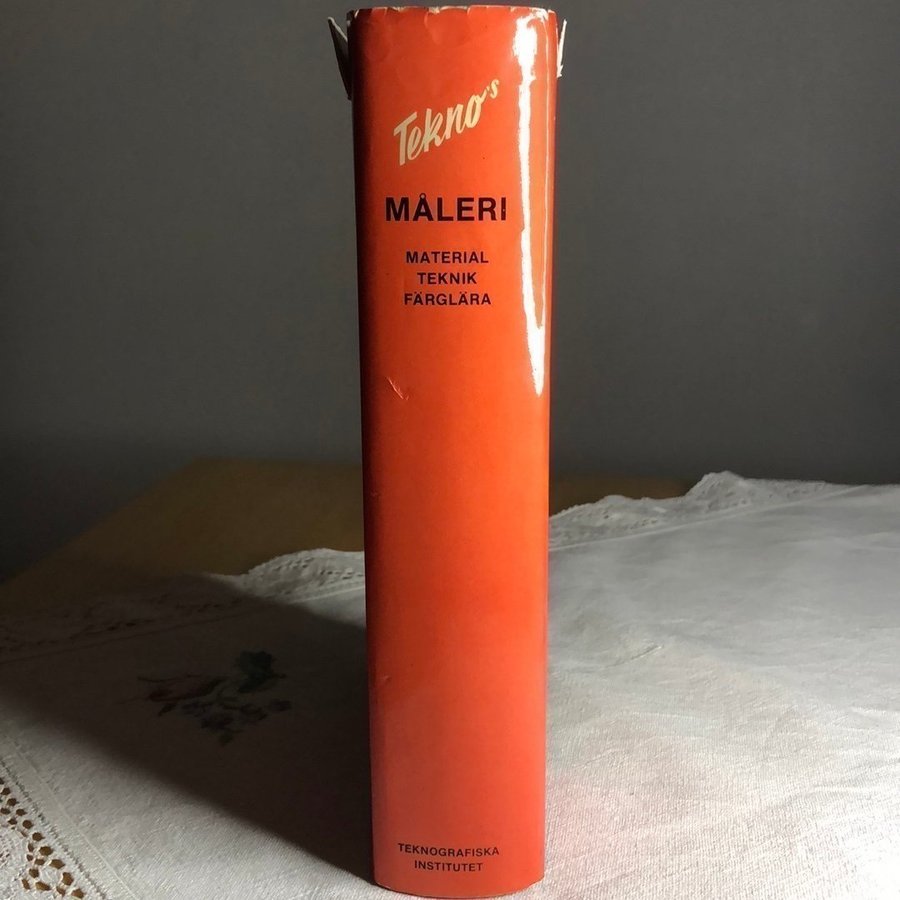 Tekno's
MÅLERI
MATERIAL
TEKNIK
FÄRGLÄRA
TEKNOGRAFISKA
INSTITUTET